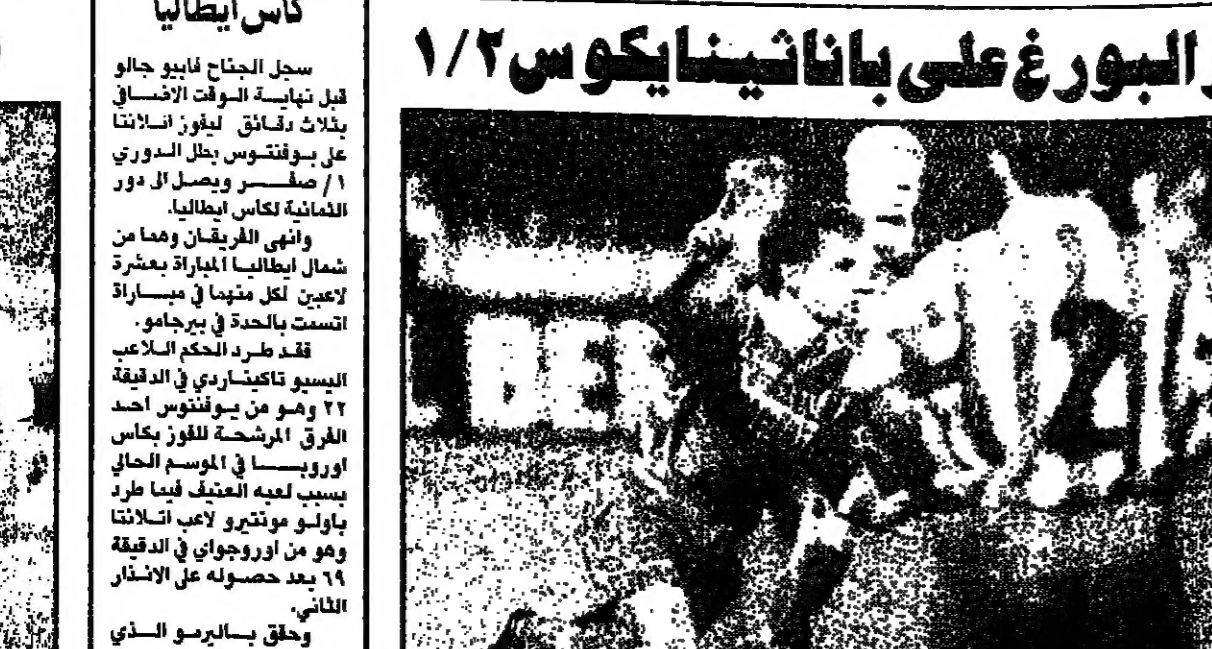 البورغ على باناثينايكوس ١/٢
كاس ايطاليا
سجل الجناح فابيو جالو
قبل نهاية الوقت الاضافي
بثلاث دقائق ليفوز اتلانتا
على يوفنتوس بطل الدوري
١/ صفر ويصل الى دور
الثمانية لكاس ايطاليا.
وانهى الفريقان وهما من
شمال ايطاليا المباراة بعشرة
لاعبين لكل منهما في مباراة
اتسمت بالحدة في بيرجامو.
فقد طرد الحكم اللاعب
اليسيو تاكيناردي في الدقيقة
٢٢ وهو من يوفنتوس احد
الفرق المرشحة للفوز بكاس
اوروبا في الموسم الحالي
بسبب لعبه العنيف فيما طرد
باولو مونتيرو لاعب اتلانتا
وهو من اوروجواي في الدقيقة
٦٩ بعد حصوله على الانذار
الثاني.
وحقق باليرمو الذي
BEN
21